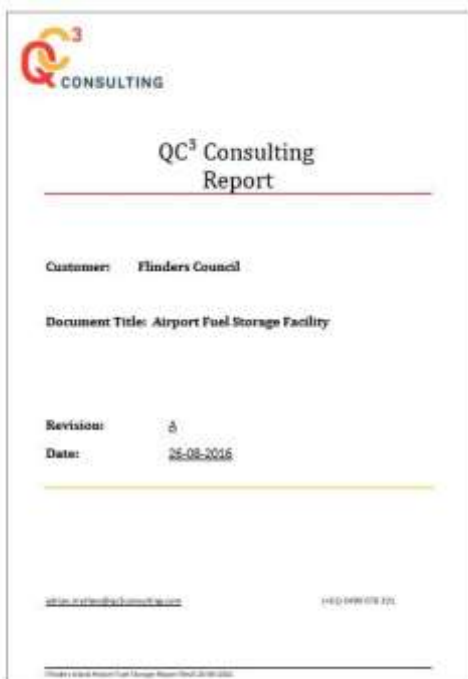 QC3
CONSULTING
QC³ Consulting
Report
Customer: Flinders Council
Document Title: Airport Fuel Storage Facility
Revision: A
Date: 26-08-2016